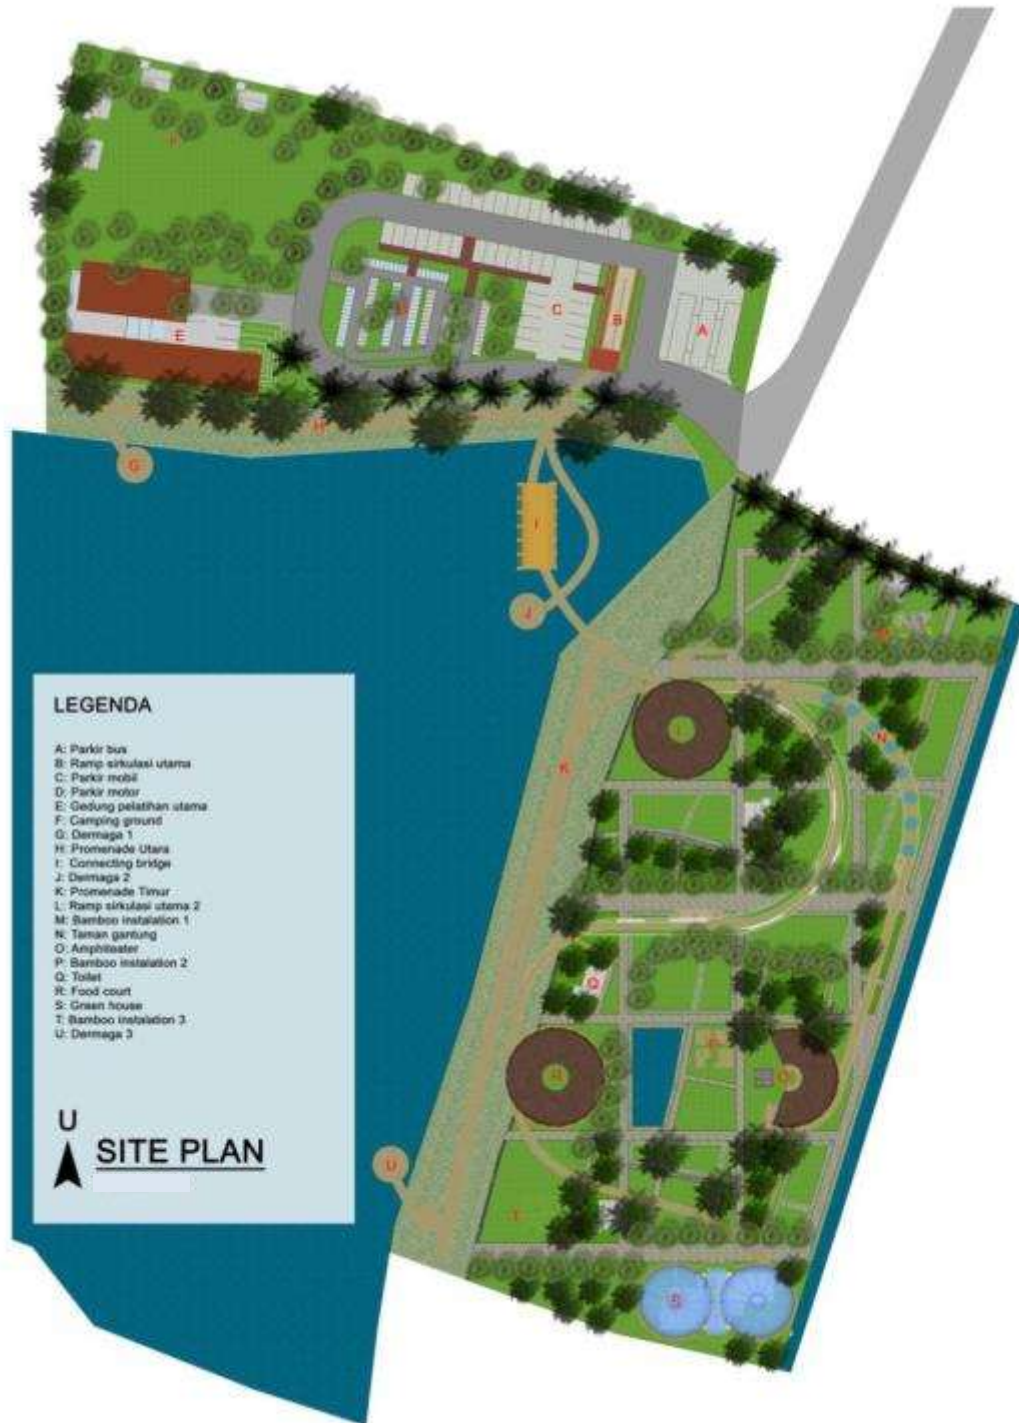 A
B
C
E
H
G
I
J
K
N
L
Q
R
O
U
T
S
LEGENDA
A: Parkir bus
B: Ramp sirkulasi utama
C: Parkir mobil
D: Parkir motor
E: Gedung pelatihan utama
F: Camping ground
G: Dermaga 1
H: Promenade Utara
I: Connecting bridge
J: Dermaga 2
K: Promenade Timur
L: Ramp sirkulasi utama 2
M: Bamboo instalation 1
N: Taman gantung
O: Amphiteater
P: Bamboo instalation 2
Q: Toilet
R: Food court
S: Green house
T: Bamboo instalation 3
U: Dermaga 3
U
SITE PLAN